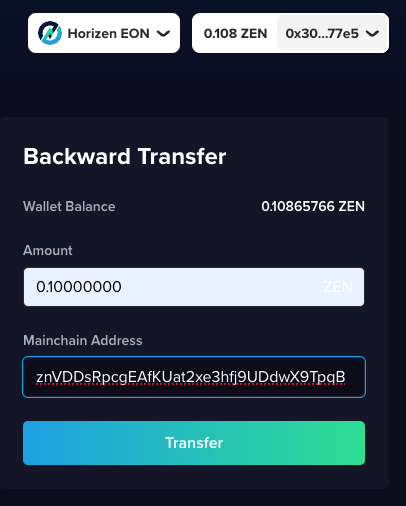 Horizen EON
0.108 ZEN
0x30...77e5
Backward Transfer
Wallet Balance
0.10865766 ZEN
Amount
0.10000000
ZEN
Mainchain Address
znVDDsRpcgEAfKUat2xe3hfj9UDdwX9TpqB
Transfer